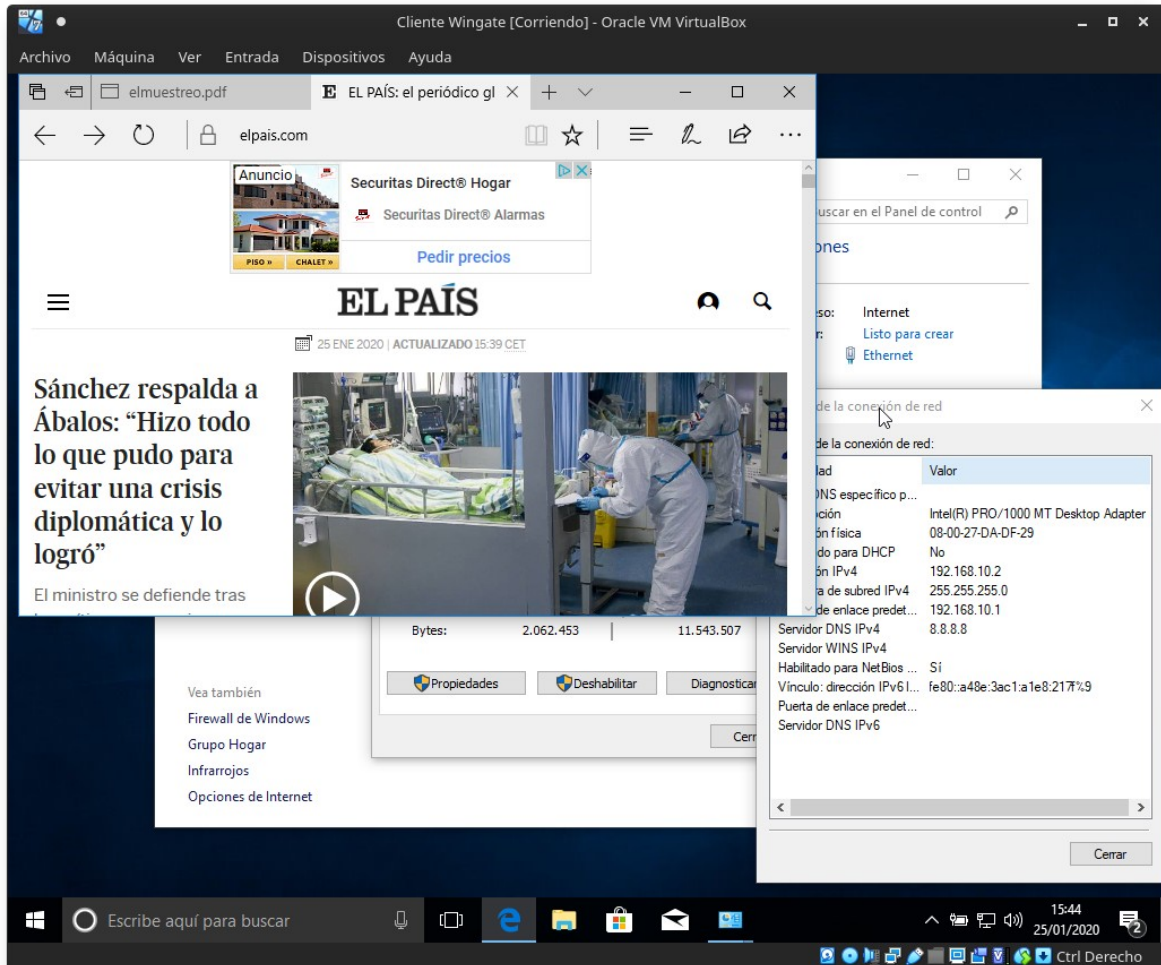 Cliente Wingate [Corriendo] - Oracle VM VirtualBox
Archivo Máquina Ver Entrada Dispositivos Ayuda
elmuestreo.pdf
E EL PAÍS: el periódico gl
elpais.com
Anuncio
PISO »
CHALET »
Securitas Direct® Hogar
Securitas Direct® Alarmas
Pedir precios
EL PAÍS
25 ENE 2020 | ACTUALIZADO 15:39 CET
Sánchez respalda a
Ábalos: “Hizo todo
lo que pudo para
evitar una crisis
diplomática y lo
logró”
El ministro se defiende tras
en el Panel de control
ones
so: Internet
r: Listo para crear
Ethernet
de la conexión de red
de la conexión de red:
ad Valor
NS específico p...
ción Intel(R) PRO/1000 MT Desktop Adapter
ón física 08-00-27-DA-DF-29
do para DHCP No
ón IPv4 192.168.10.2
ra de subred IPv4 255.255.255.0
de enlace predet... 192.168.10.1
Servidor DNS IPv4 8.8.8.8
Servidor WINS IPv4
Habilitado para NetBios ... Sí
Vínculo: dirección IPv6 l... fe80::a48e:3ac1:a1e8:217f%9
Puerta de enlace predet...
Servidor DNS IPv6
Cerrar
Bytes: 2.062.453 | 11.543.507
Propiedades Deshabilitar Diagnosticar
Cerr
Vea también
Firewall de Windows
Grupo Hogar
Infrarrojos
Opciones de Internet
Escribe aquí para buscar
15:44
25/01/2020
2
Ctrl Derecho